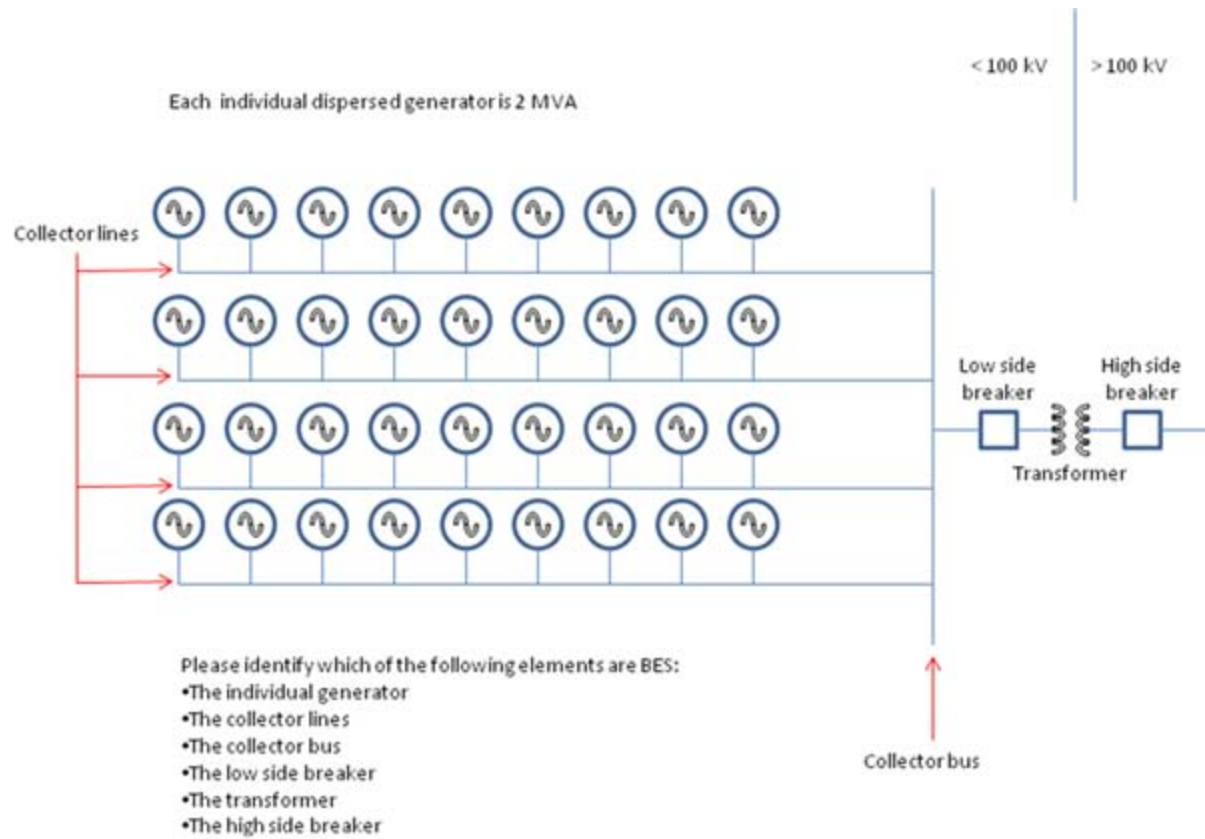 < 100 kV
> 100 kV
Each individual dispersed generator is 2 MVA
Collector lines
Low side
breaker
High side
breaker
Transformer
Please identify which of the following elements are BES:
•The individual generator
•The collector lines
•The collector bus
•The low side breaker
•The transformer
•The high side breaker
Collector bus